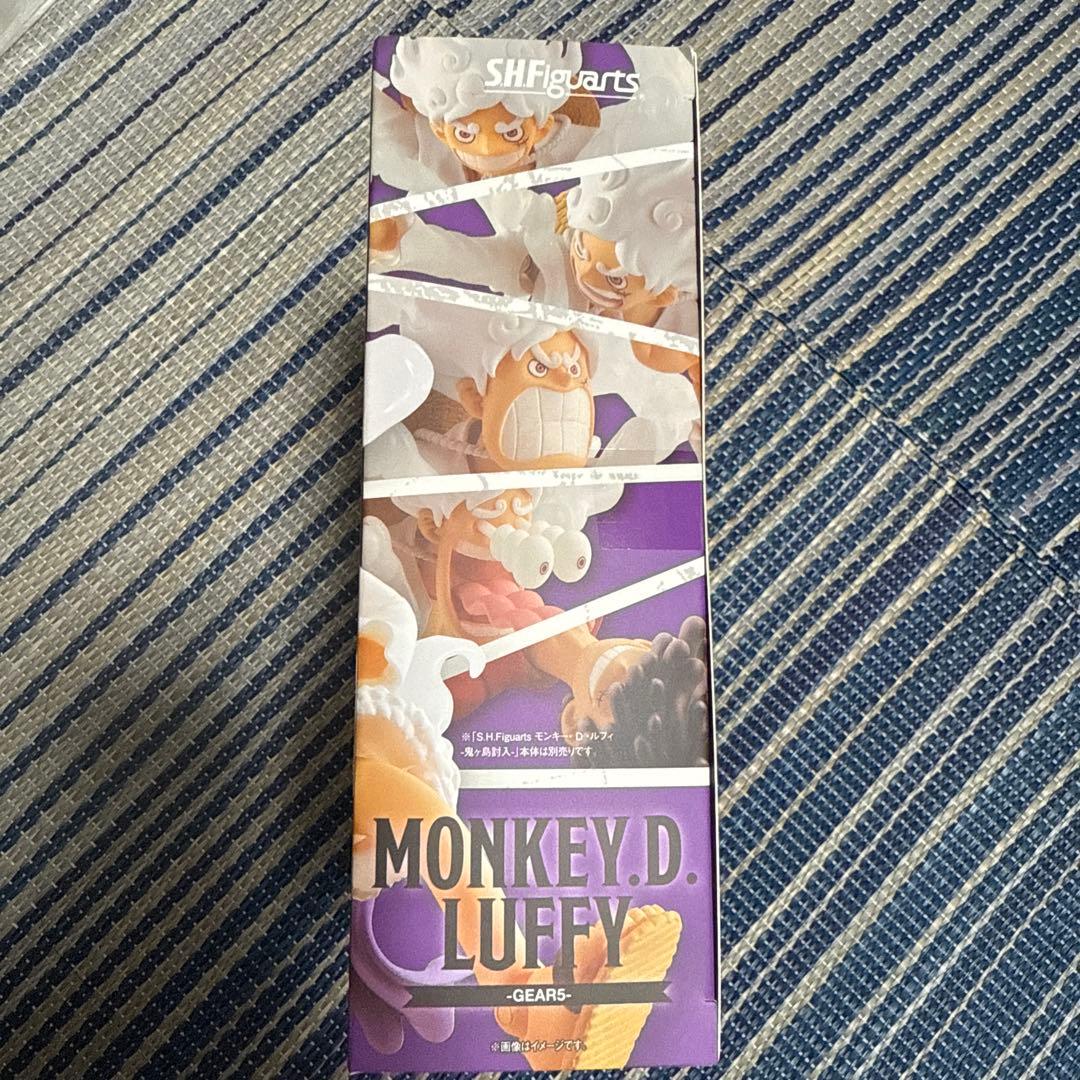 S.H.Figuarts
※「S.H.Figuarts モンキー・D・ルフィ
-鬼ヶ島討入-」本体は別売りです。
MONKEY.D.
LUFFY
-GEAR5-
※画像はイメージです。